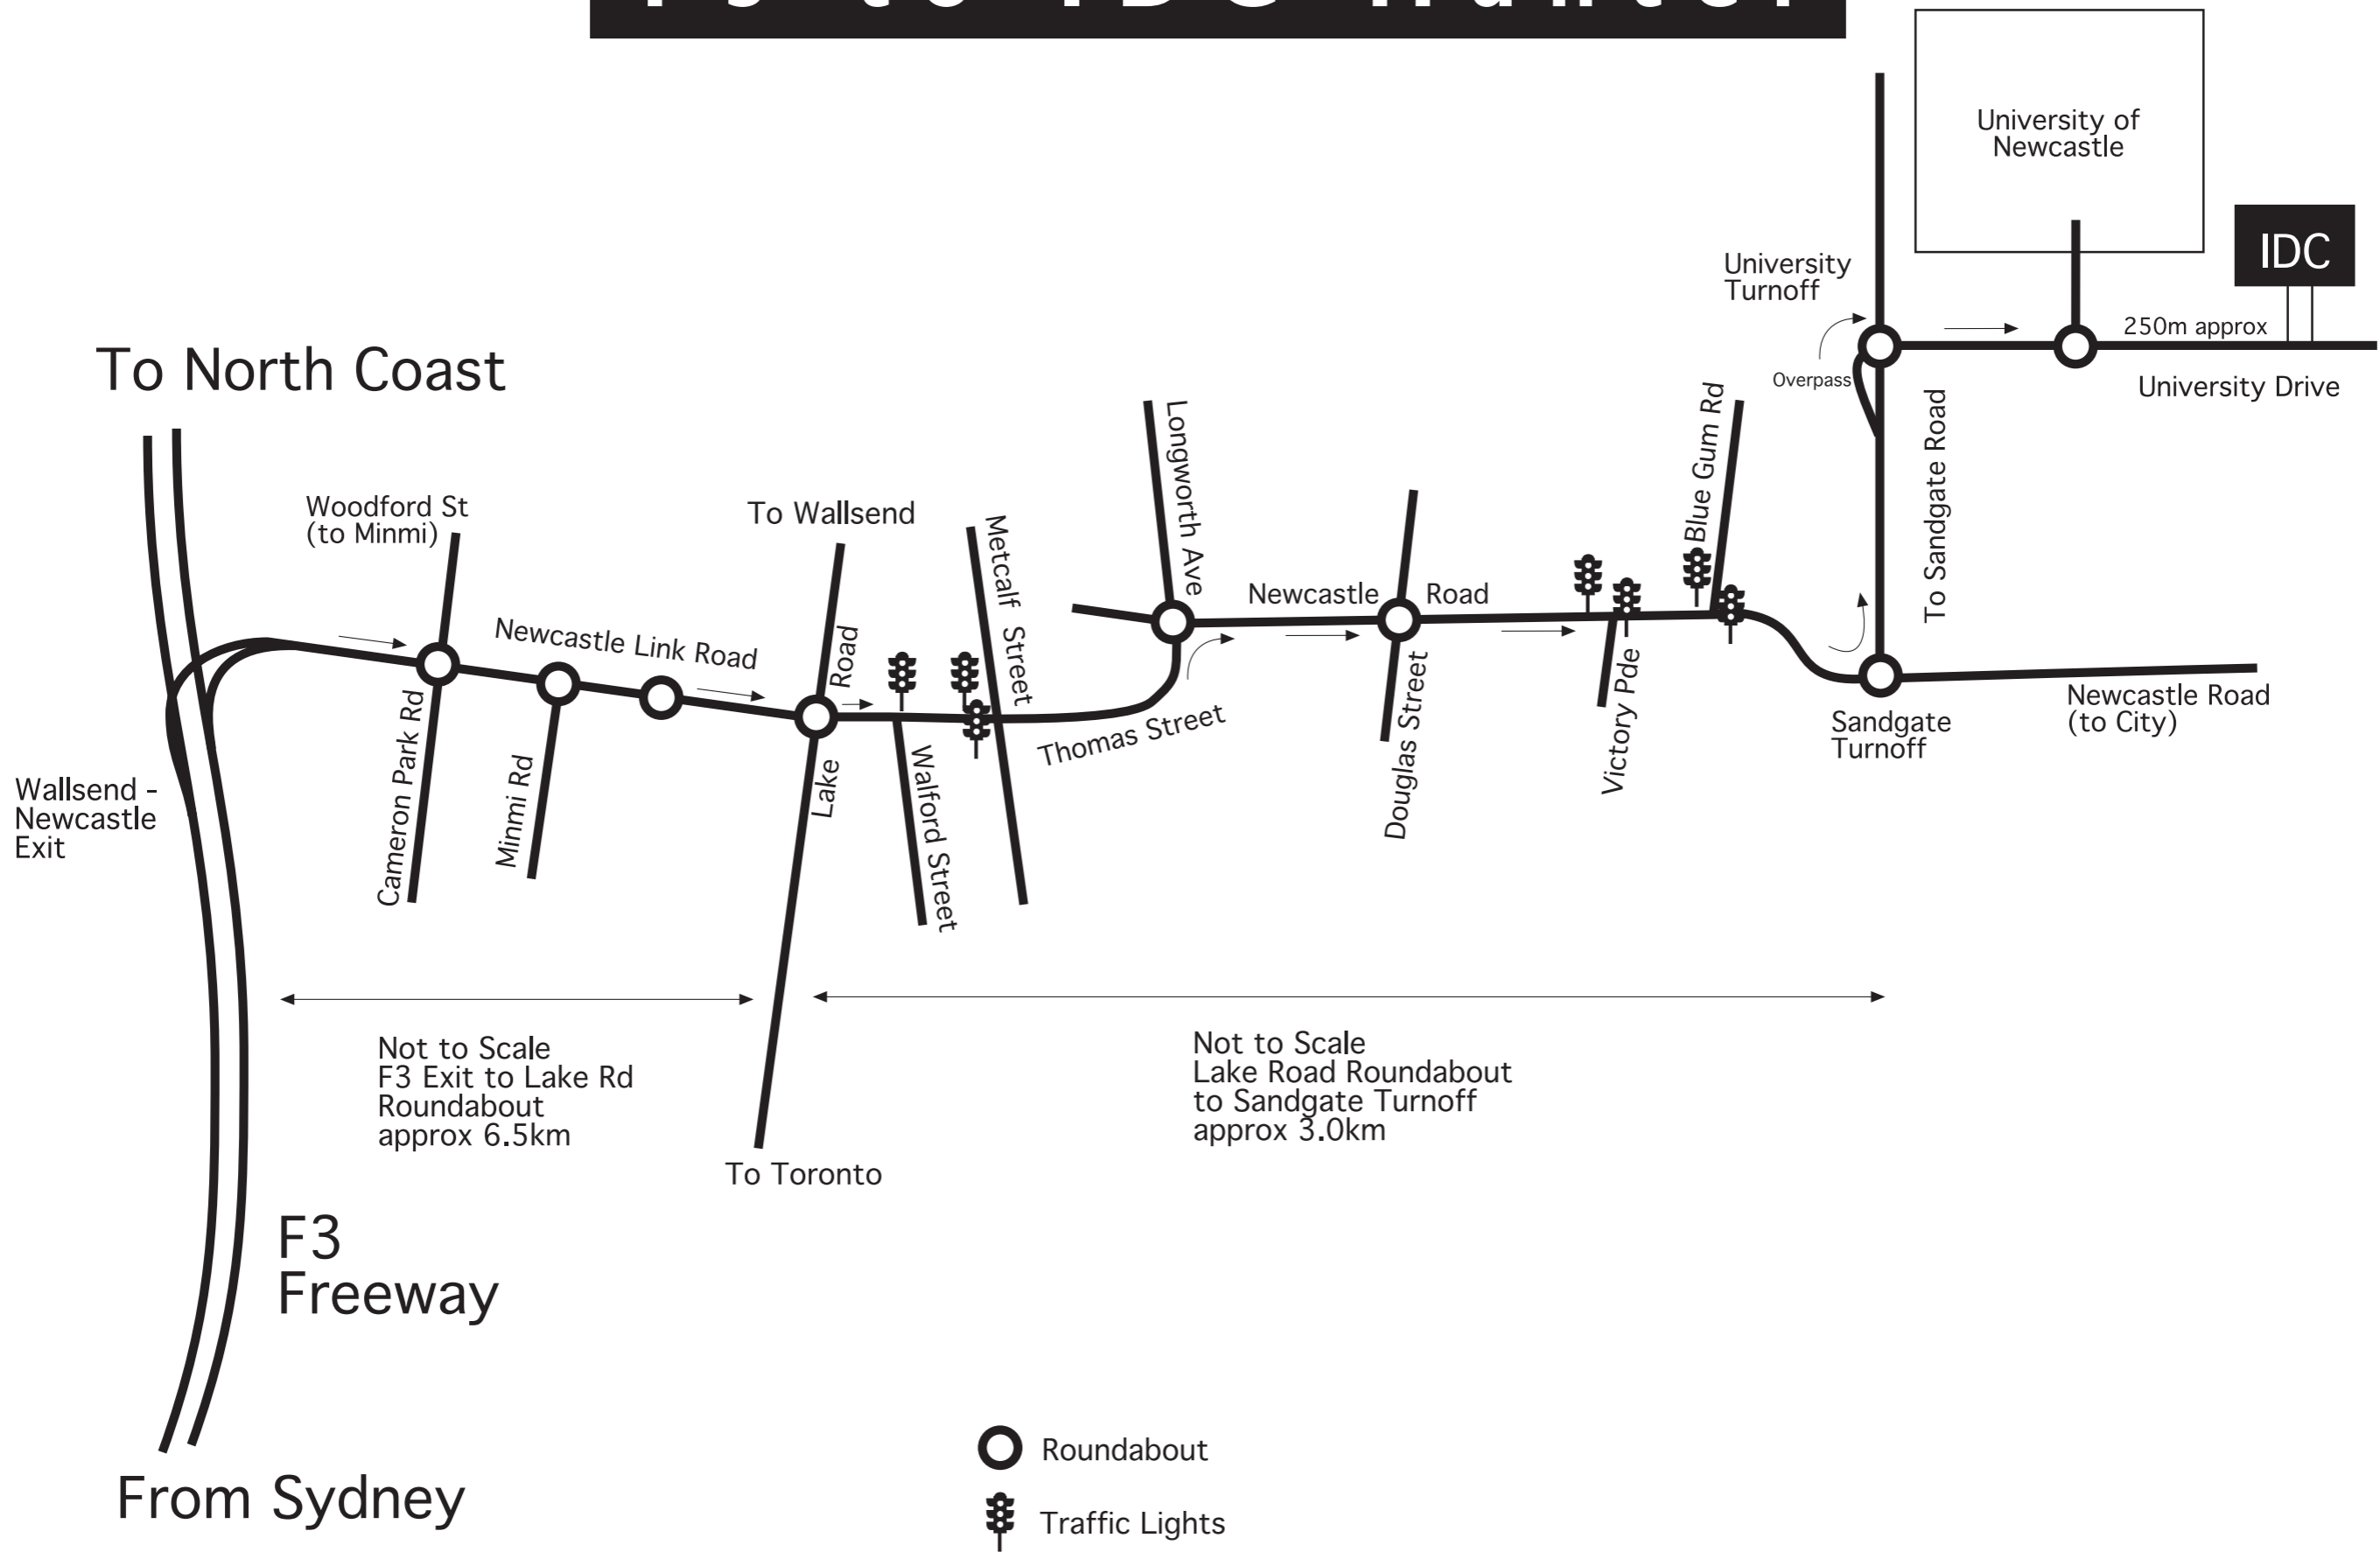 University of
Newcastle
IDC
University
Turnoff
250m approx
Overpass
University Drive
To North Coast
To Sandgate Road
Blue Gum Rd
Longworth Ave
Woodford St
(to Minmi)
To Wallsend
Metcalf Street
Newcastle Road
Newcastle Link Road
Lake Road
Thomas Street
Cameron Park Rd
Minmi Rd
Walford Street
Douglas Street
Victory Pde
Sandgate
Turnoff
Newcastle Road
(to City)
Wallsend -
Newcastle
Exit
Not to Scale
F3 Exit to Lake Rd
Roundabout
approx 6.5km
Not to Scale
Lake Road Roundabout
to Sandgate Turnoff
approx 3.0km
To Toronto
F3
Freeway
Roundabout
From Sydney
Traffic Lights